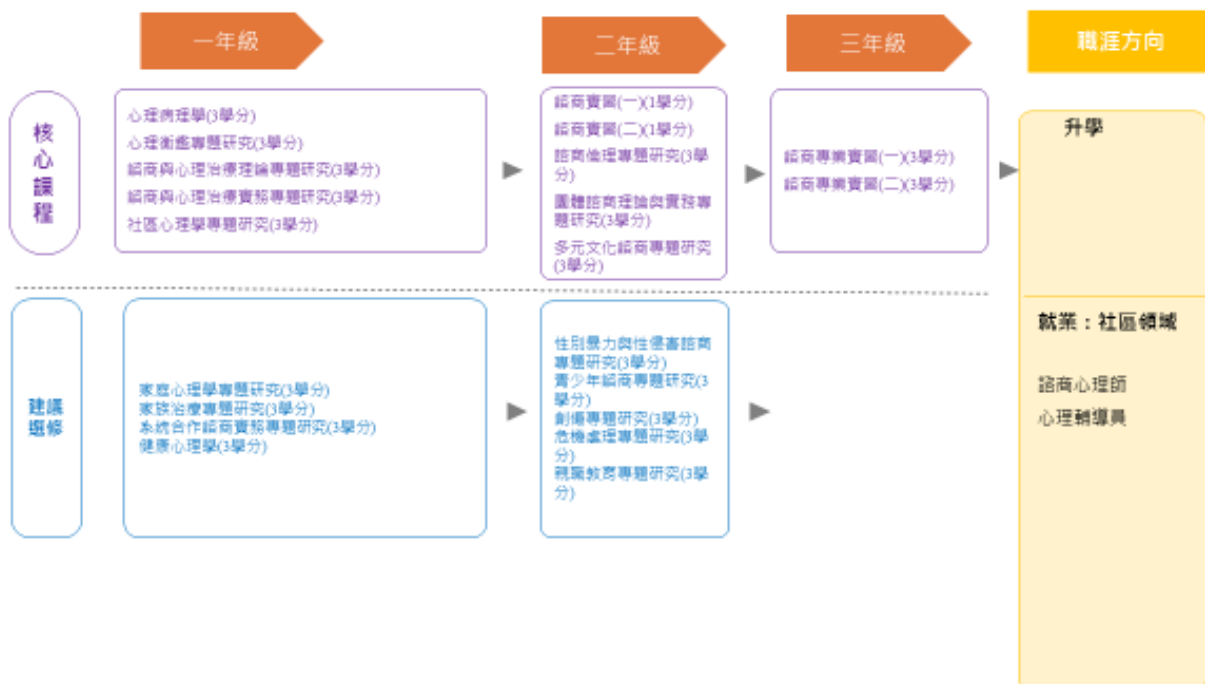 一年級
二年級
三年級
職涯方向
核
心
課
程
心理病理學(3學分)
心理衡鑑專題研究(3學分)
諮商與心理治療理論專題研究(3學分)
諮商與心理治療實務專題研究(3學分)
社區心理學專題研究(3學分)
諮商實習(一)(1學分)
諮商實習(二)(1學分)
諮商倫理專題研究(3學
分)
團體諮商理論與實務專
題研究(3學分)
多元文化諮商專題研究
(3學分)
諮商專業實習(一)(3學分)
諮商專業實習(二)(3學分)
升學
建議
選修
家庭心理學專題研究(3學分)
家族治療專題研究(3學分)
系統合作諮商實務專題研究(3學分)
健康心理學(3學分)
性別暴力與性侵害諮商
專題研究(3學分)
青少年諮商專題研究(3
學分)
創傷專題研究(3學分)
危機處理專題研究(3學
分)
親職教育專題研究(3學
分)
就業：社區領域
諮商心理師
心理輔導員